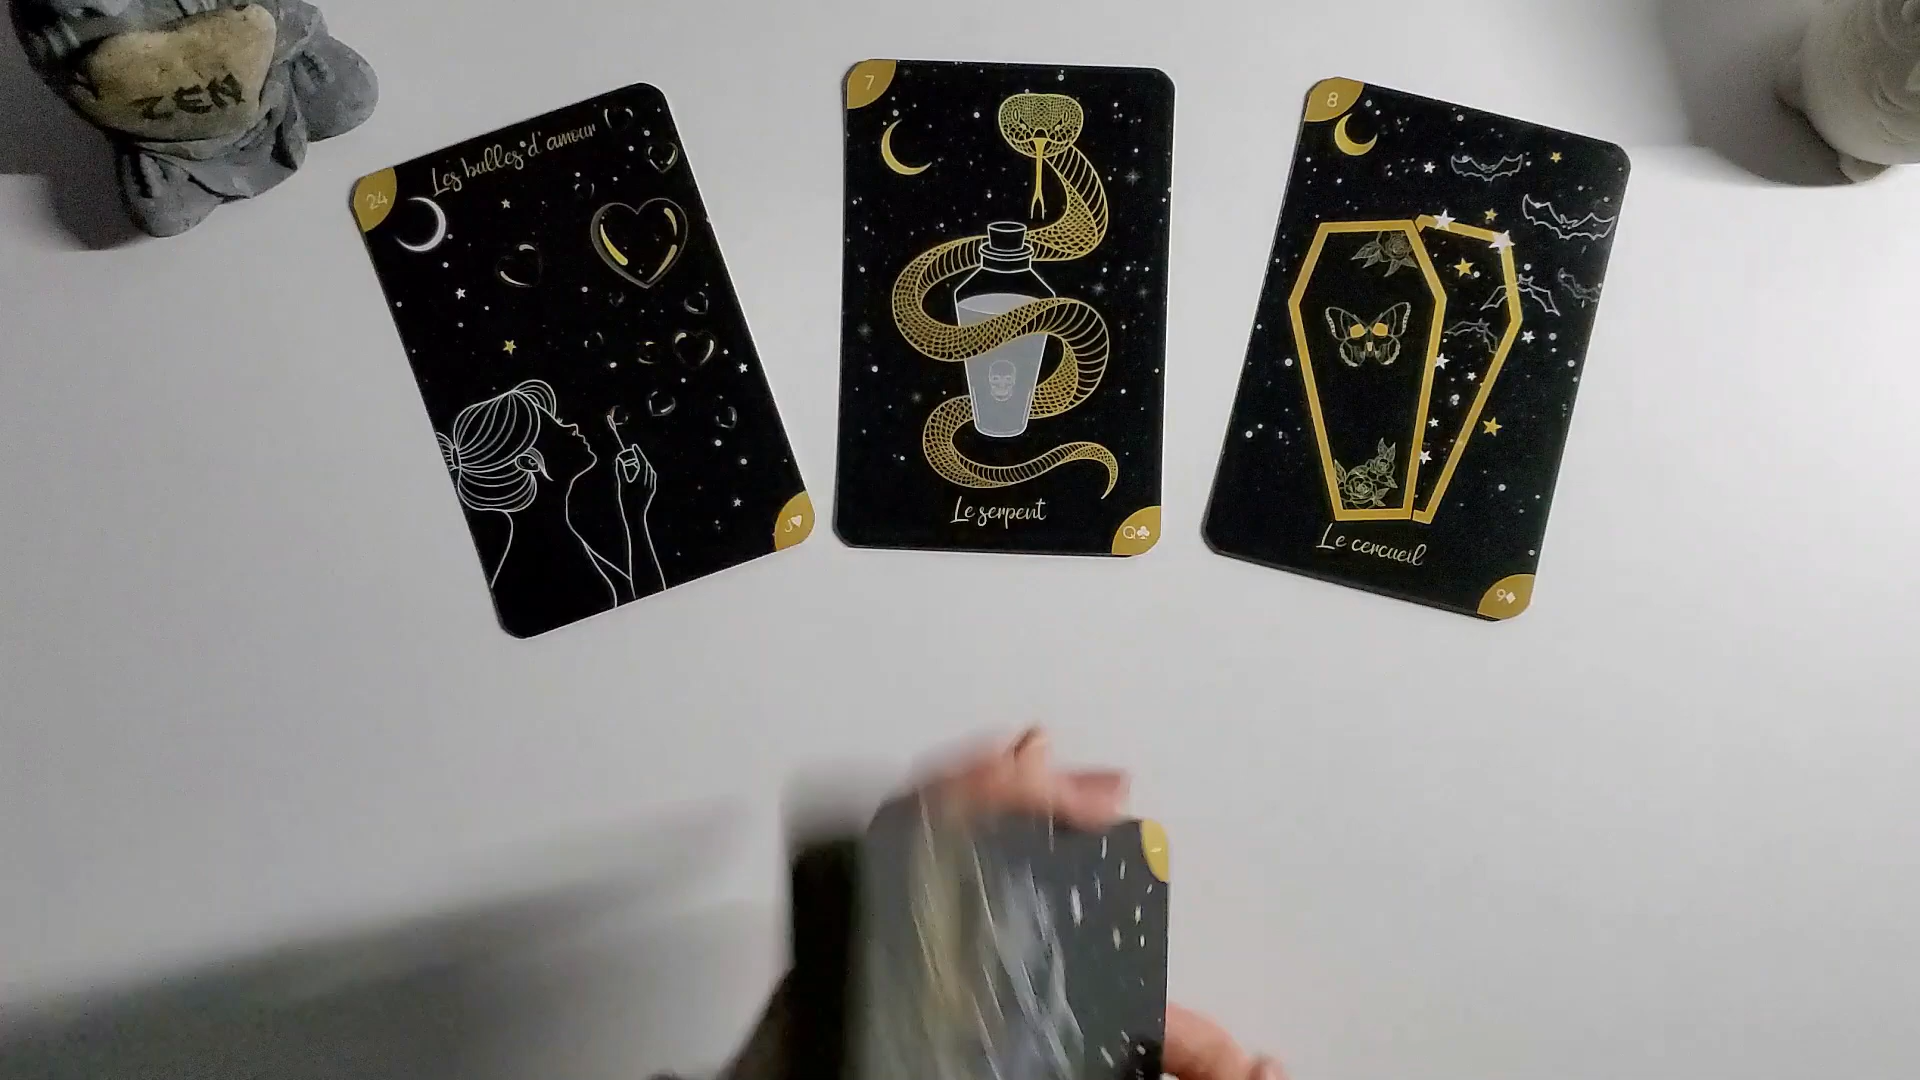 ZEN
24
Les bulles d'amour
J♥
7
Le serpent
Q♣
8
Le cercueil
9♦